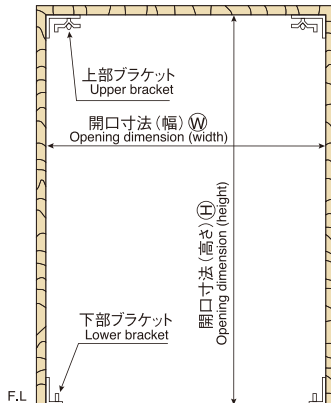 上部ブラケット
Upper bracket
開口寸法（幅）Ⓦ
Opening dimension (width)
開口寸法（高さ）Ⓗ
Opening dimension (height)
下部ブラケット
Lower bracket
F.L